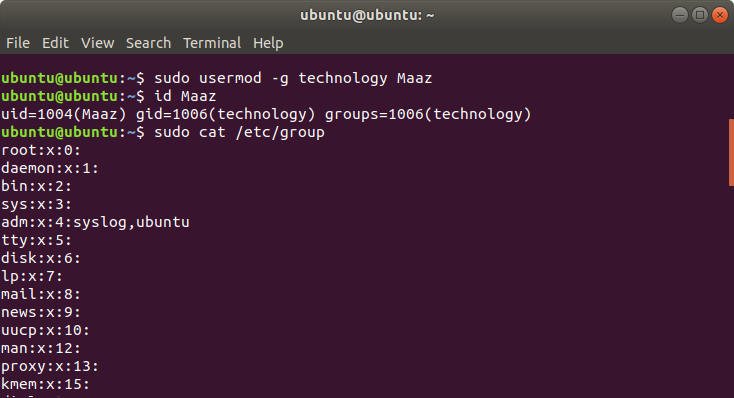 ubuntu@ubuntu: ~
File Edit View Search Terminal Help
ubuntu@ubuntu:~$ sudo usermod -g technology Maaz
ubuntu@ubuntu:~$ id Maaz
uid=1004(Maaz) gid=1006(technology) groups=1006(technology)
ubuntu@ubuntu:~$ sudo cat /etc/group
root:x:0:
daemon:x:1:
bin:x:2:
sys:x:3:
adm:x:4:syslog,ubuntu
tty:x:5:
disk:x:6:
lp:x:7:
mail:x:8:
news:x:9:
uucp:x:10:
man:x:12:
proxy:x:13:
kmem:x:15: